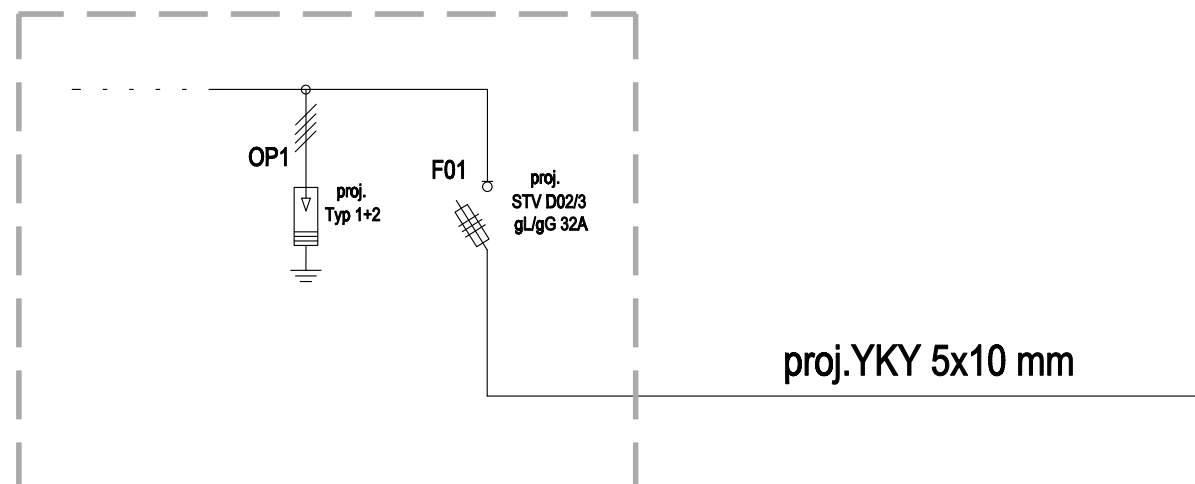 OP1
proj.
Typ 1+2
F01
proj.
STV D02/3
gL/gG 32A
proj.YKY 5x10 mm